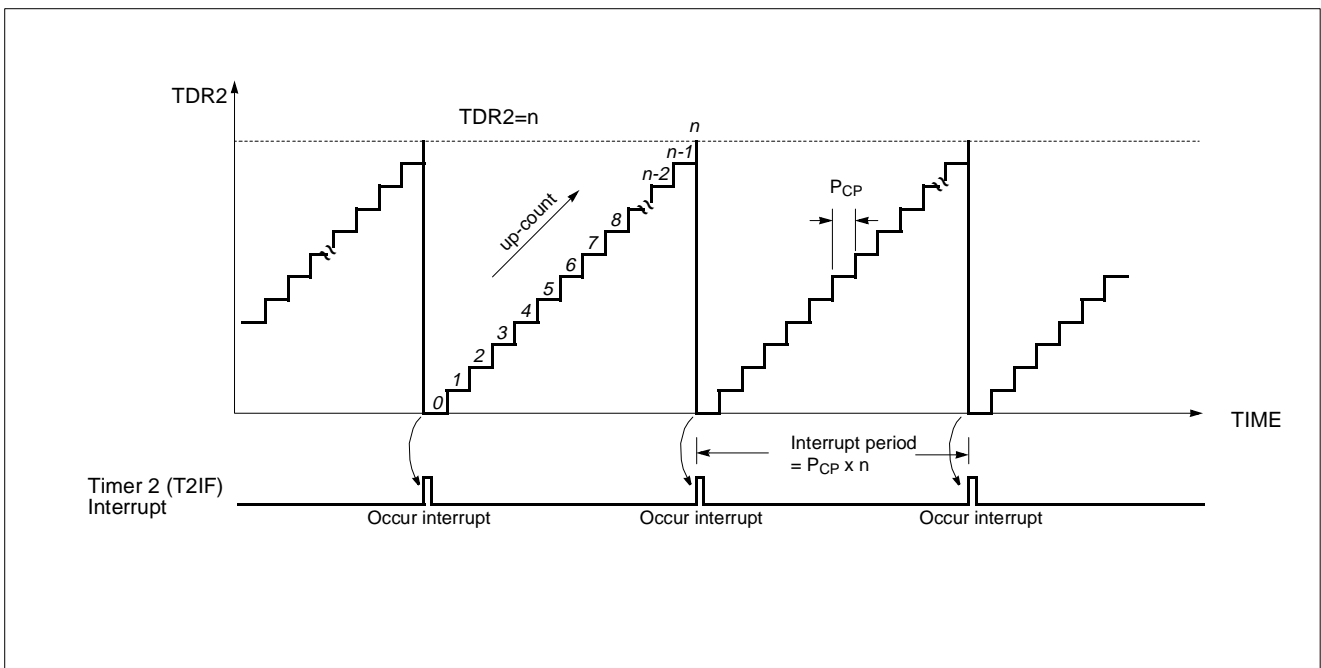 TDR2
TDR2=n
n
n-1
n-2
8
7
6
5
4
3
2
1
0
up-count
PCP
TIME
Interrupt period
= PCP x n
Timer 2 (T2IF)
Interrupt
Occur interrupt
Occur interrupt
Occur interrupt